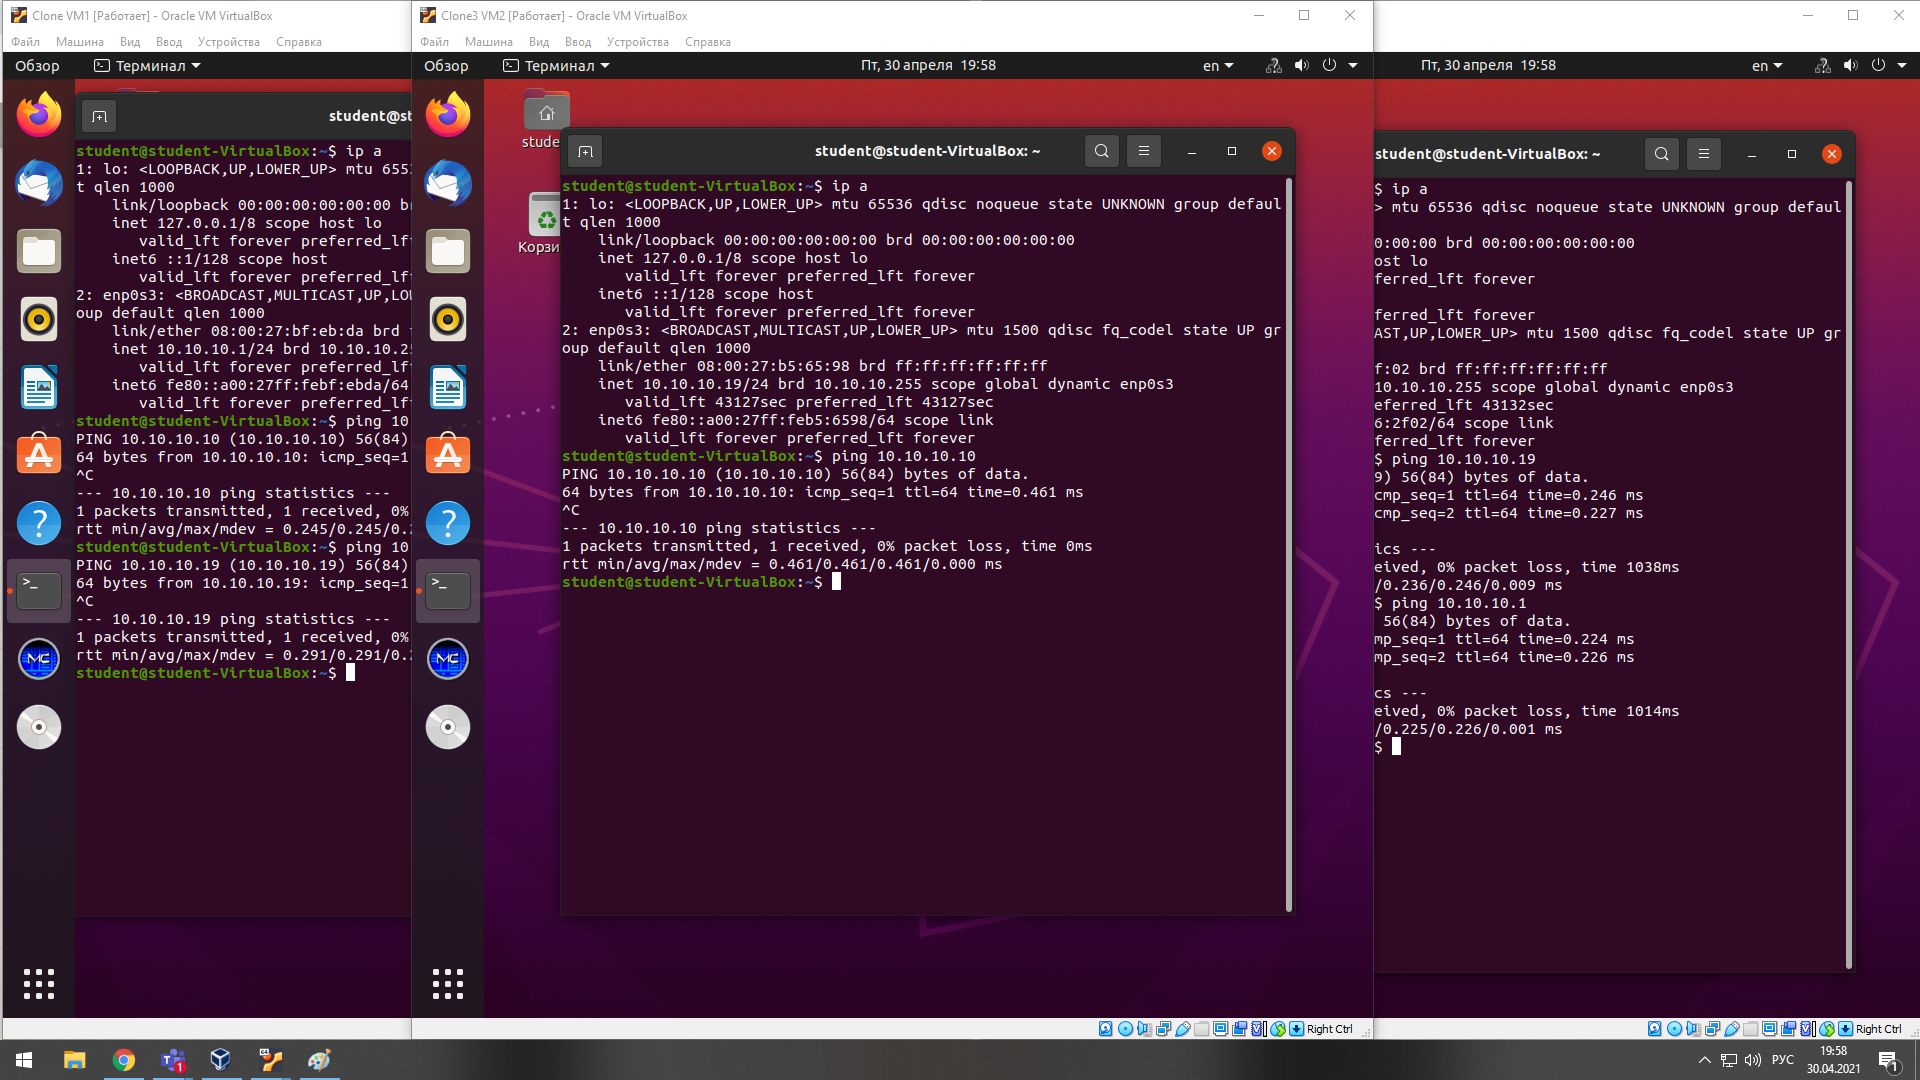 Clone VM1 [Работает] - Oracle VM VirtualBox
Файл Машина Вид Ввод Устройства Справка
Обзор Терминал
student@st
student@student-VirtualBox:~$ ip a
1: lo: <LOOPBACK,UP,LOWER_UP> mtu 655
t qlen 1000
link/loopback 00:00:00:00:00:00 br
inet 127.0.0.1/8 scope host lo
valid_lft forever preferred_lft
inet6 ::1/128 scope host
valid_lft forever preferred_lft
2: enp0s3: <BROADCAST,MULTICAST,UP,LO
oup default qlen 1000
link/ether 08:00:27:bf:eb:da brd
inet 10.10.10.1/24 brd 10.10.10.25
valid_lft forever preferred_lft
inet6 fe80::a00:27ff:febf:ebda/64
valid_lft forever preferred_lft
student@student-VirtualBox:~$ ping 10
PING 10.10.10.10 (10.10.10.10) 56(84)
64 bytes from 10.10.10.10: icmp_seq=1
^C
--- 10.10.10.10 ping statistics ---
1 packets transmitted, 1 received, 0%
rtt min/avg/max/mdev = 0.245/0.245/0.2
student@student-VirtualBox:~$ ping 10
PING 10.10.10.19 (10.10.10.19) 56(84)
64 bytes from 10.10.10.19: icmp_seq=1
^C
--- 10.10.10.19 ping statistics ---
1 packets transmitted, 1 received, 0%
rtt min/avg/max/mdev = 0.291/0.291/0.2
student@student-VirtualBox:~$
Clone3 VM2 [Работает] - Oracle VM VirtualBox
Файл Машина Вид Ввод Устройства Справка
Обзор Терминал Пт, 30 апреля 19:58 en
stude
Корзи
student@student-VirtualBox: ~
student@student-VirtualBox:~$ ip a
1: lo: <LOOPBACK,UP,LOWER_UP> mtu 65536 qdisc noqueue state UNKNOWN group defaul
t qlen 1000
link/loopback 00:00:00:00:00:00 brd 00:00:00:00:00:00
inet 127.0.0.1/8 scope host lo
valid_lft forever preferred_lft forever
inet6 ::1/128 scope host
valid_lft forever preferred_lft forever
2: enp0s3: <BROADCAST,MULTICAST,UP,LOWER_UP> mtu 1500 qdisc fq_codel state UP gr
oup default qlen 1000
link/ether 08:00:27:b5:65:98 brd ff:ff:ff:ff:ff:ff
inet 10.10.10.19/24 brd 10.10.10.255 scope global dynamic enp0s3
valid_lft 43127sec preferred_lft 43127sec
inet6 fe80::a00:27ff:feb5:6598/64 scope link
valid_lft forever preferred_lft forever
student@student-VirtualBox:~$ ping 10.10.10.10
PING 10.10.10.10 (10.10.10.10) 56(84) bytes of data.
64 bytes from 10.10.10.10: icmp_seq=1 ttl=64 time=0.461 ms
^C
--- 10.10.10.10 ping statistics ---
1 packets transmitted, 1 received, 0% packet loss, time 0ms
rtt min/avg/max/mdev = 0.461/0.461/0.461/0.000 ms
student@student-VirtualBox:~$
Right Ctrl
Пт, 30 апреля 19:58 en
student@student-VirtualBox: ~
$ ip a
> mtu 65536 qdisc noqueue state UNKNOWN group defaul
0:00:00 brd 00:00:00:00:00:00
ost lo
ferred_lft forever
ferred_lft forever
AST,UP,LOWER_UP> mtu 1500 qdisc fq_codel state UP gr
f:02 brd ff:ff:ff:ff:ff:ff
10.10.10.255 scope global dynamic enp0s3
eferred_lft 43132sec
6:2f02/64 scope link
ferred_lft forever
$ ping 10.10.10.19
9) 56(84) bytes of data.
cmp_seq=1 ttl=64 time=0.246 ms
cmp_seq=2 ttl=64 time=0.227 ms
ics ---
eived, 0% packet loss, time 1038ms
/0.236/0.246/0.009 ms
$ ping 10.10.10.1
56(84) bytes of data.
mp_seq=1 ttl=64 time=0.224 ms
mp_seq=2 ttl=64 time=0.226 ms
cs ---
eived, 0% packet loss, time 1014ms
/0.225/0.226/0.001 ms
$
Right Ctrl
РУС
19:58
30.04.2021
1
1